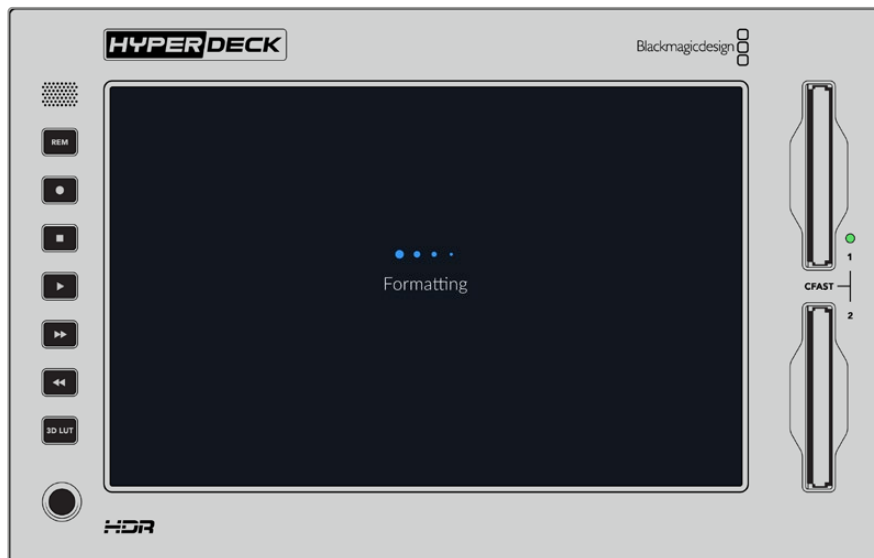 HYPERDECK
Blackmagicdesign
REM
Formatting
1
CFAST
2
3D LUT
HDR